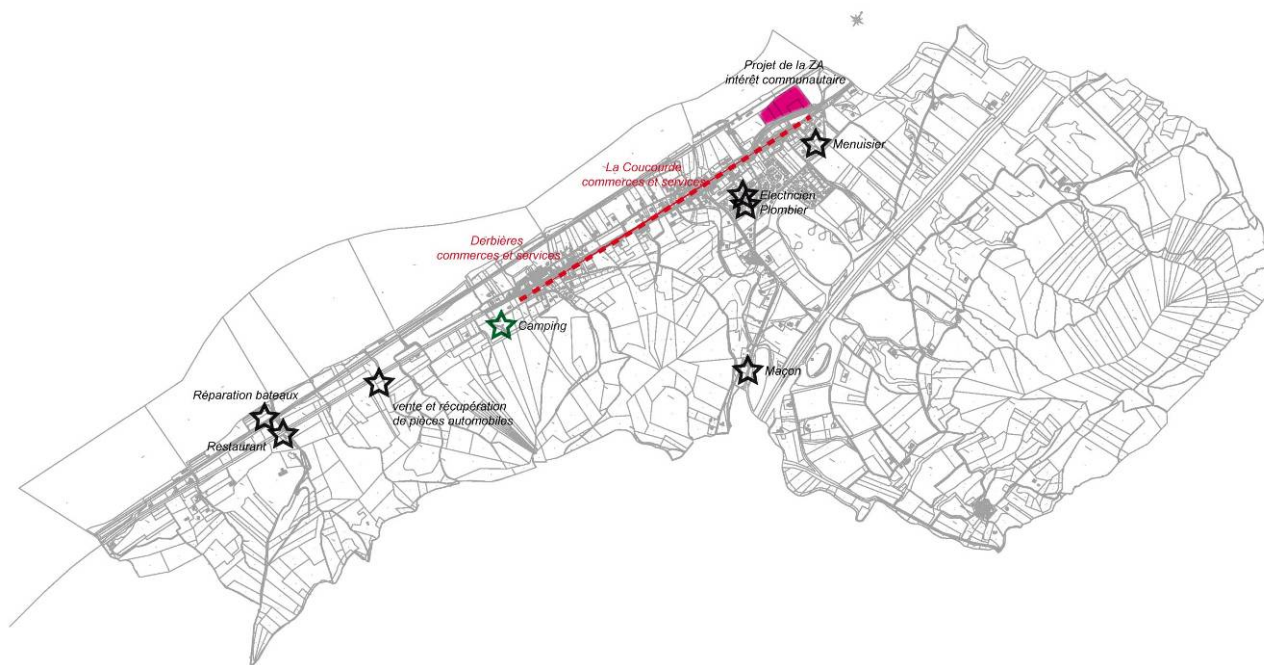 Projet de la ZA
intérêt communautaire
Menuisier
La Coucourde
commerces et services
Electricien
Plombier
Derbières
commerces et services
Camping
Maçon
Réparation bateaux
vente et récupération
de pièces automobiles
Restaurant